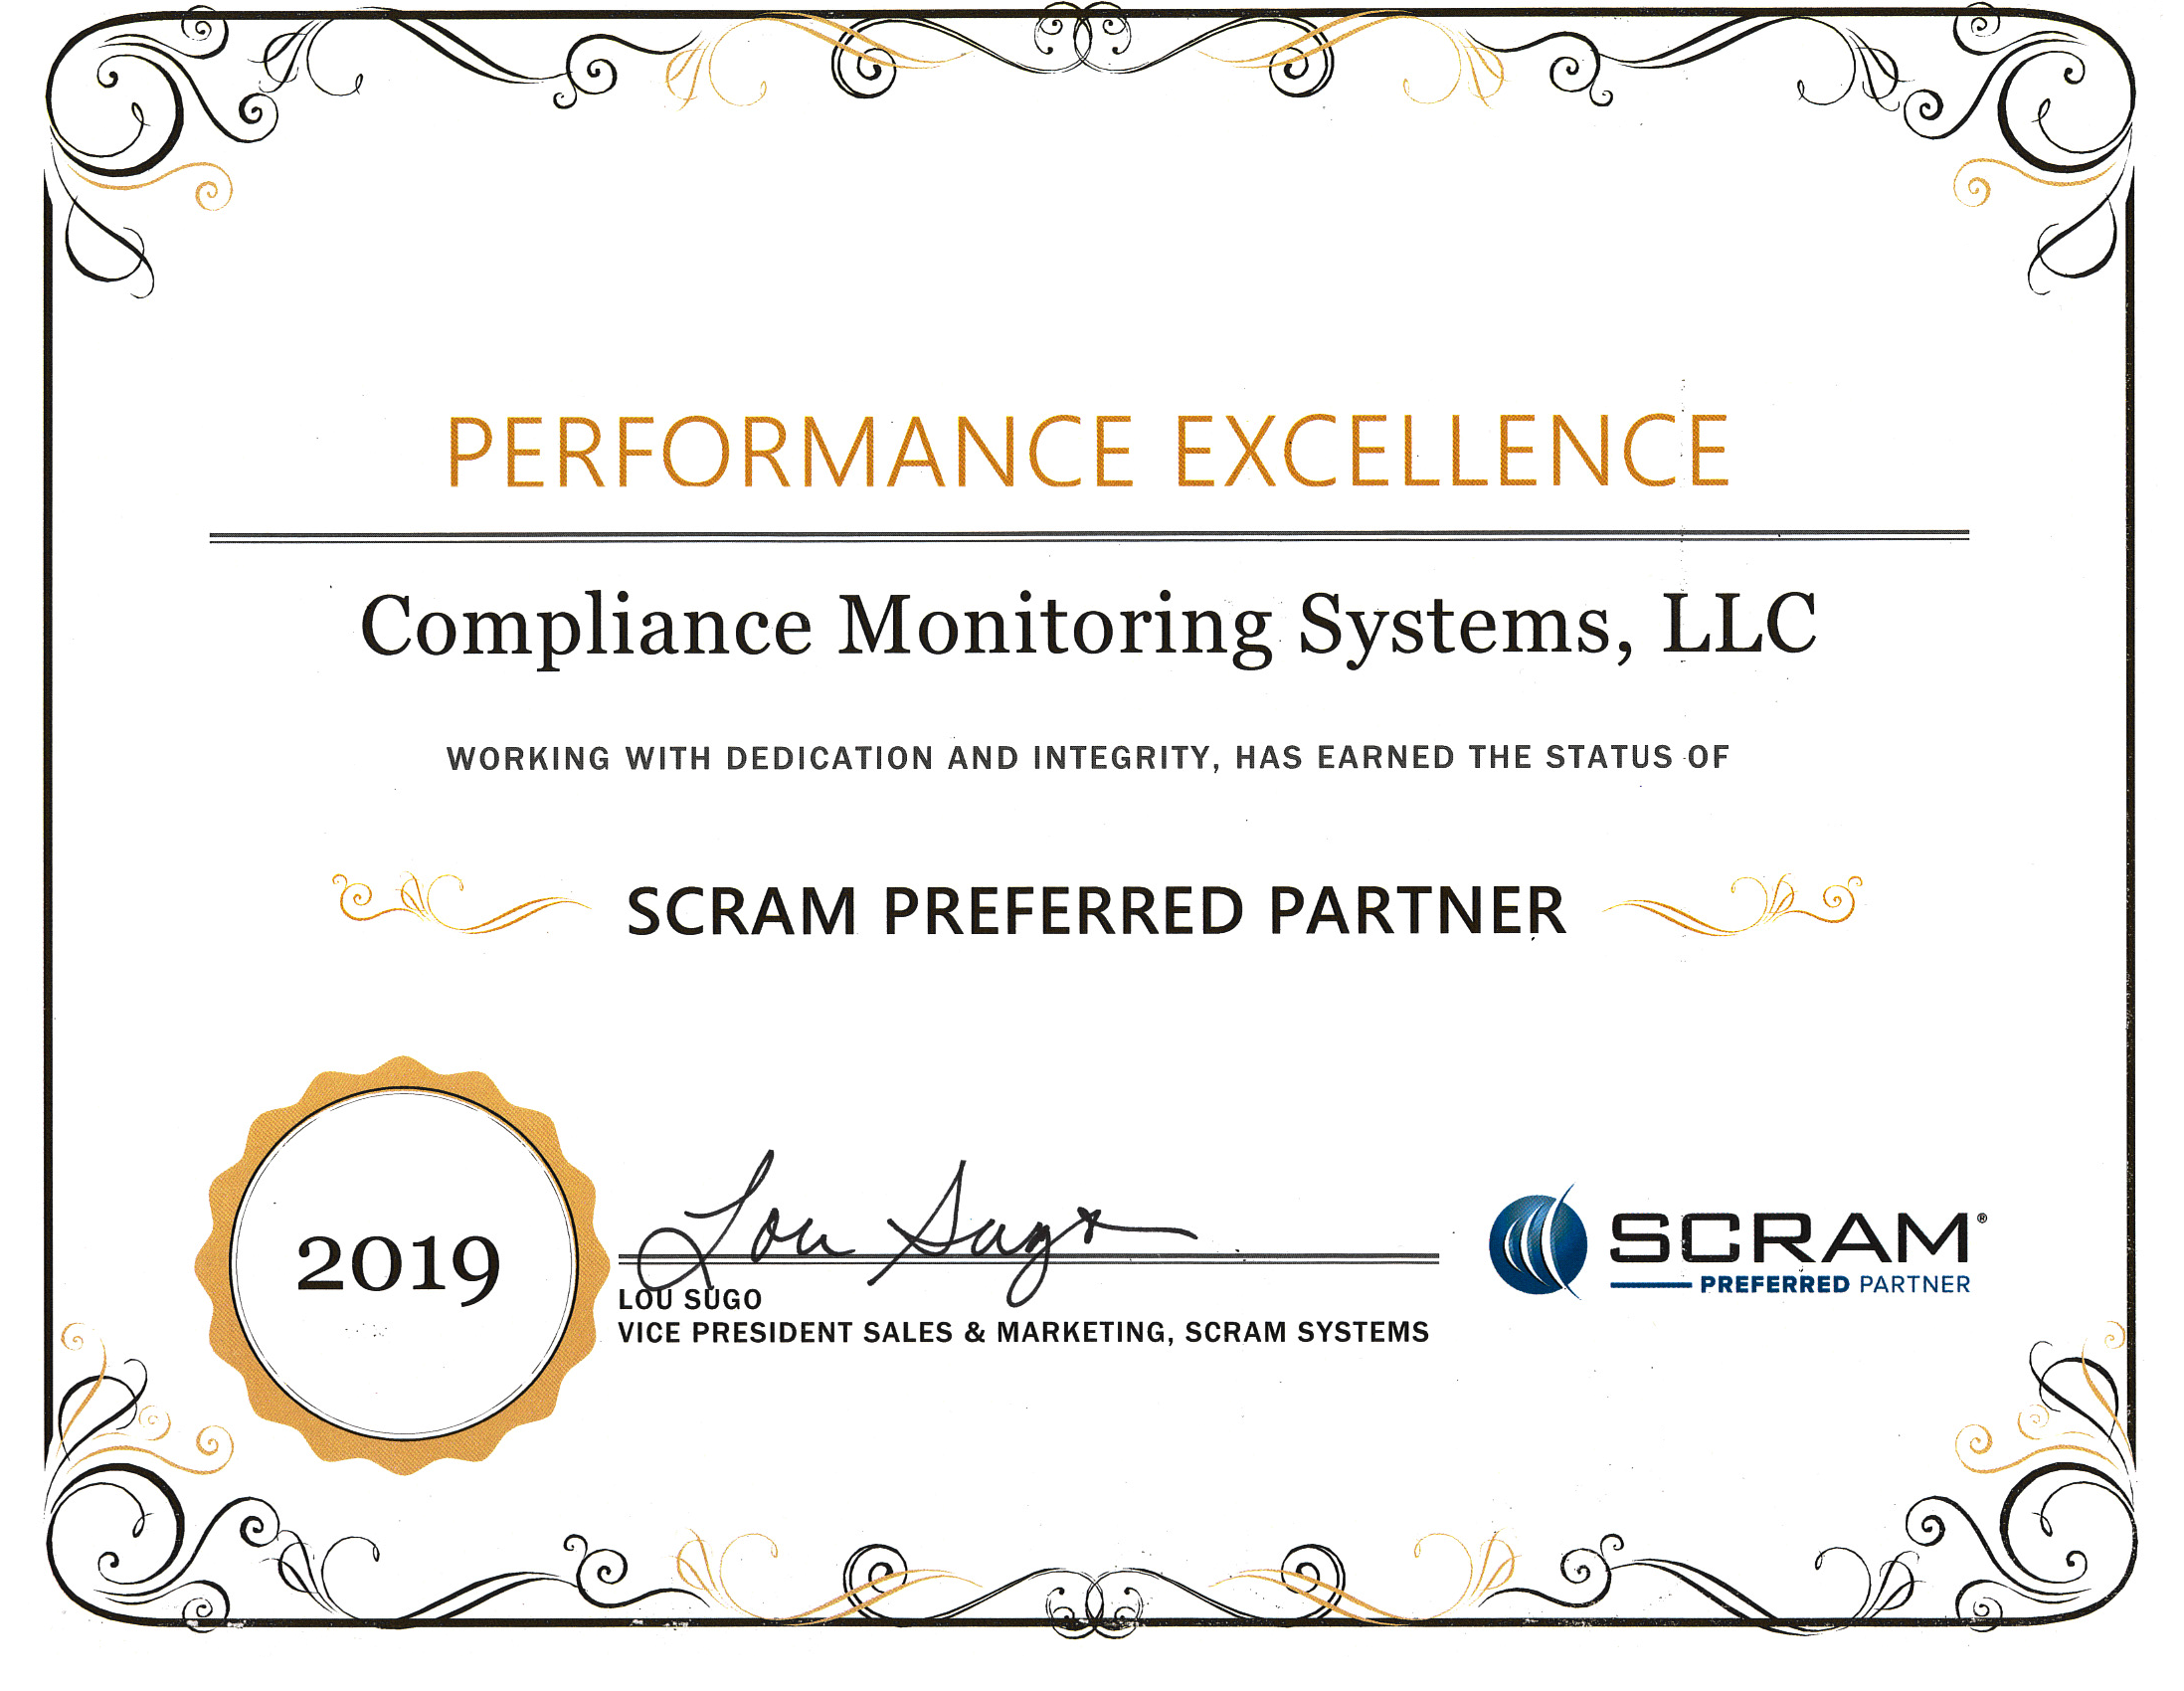 PERFORMANCE EXCELLENCE
Compliance Monitoring Systems, LLC
WORKING WITH DEDICATION AND INTEGRITY, HAS EARNED THE STATUS OF
SCRAM PREFERRED PARTNER
2019
Lou Sugo
LOU SUGO
VICE PRESIDENT SALES & MARKETING, SCRAM SYSTEMS
SCRAM®
PREFERRED PARTNER